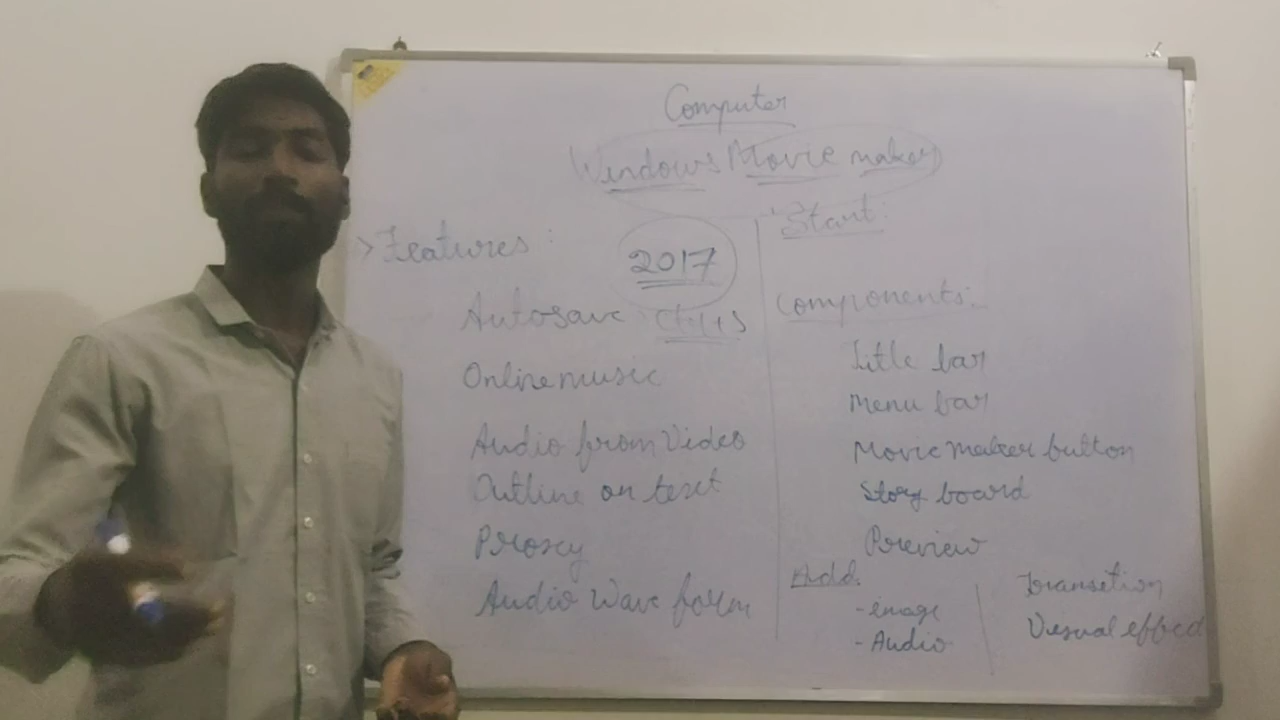 Computer
Windows Movie maker
> Features :
2017
Autosave Ctrl+S
Online music
Audio from Video
Outline on text
Proxy
Audio Wave form
"Start:
Components:
Title bar
Menu bar
Movie maker button
Story board
Preview
Add:
-image
-Audio
Transetion
Visual effect